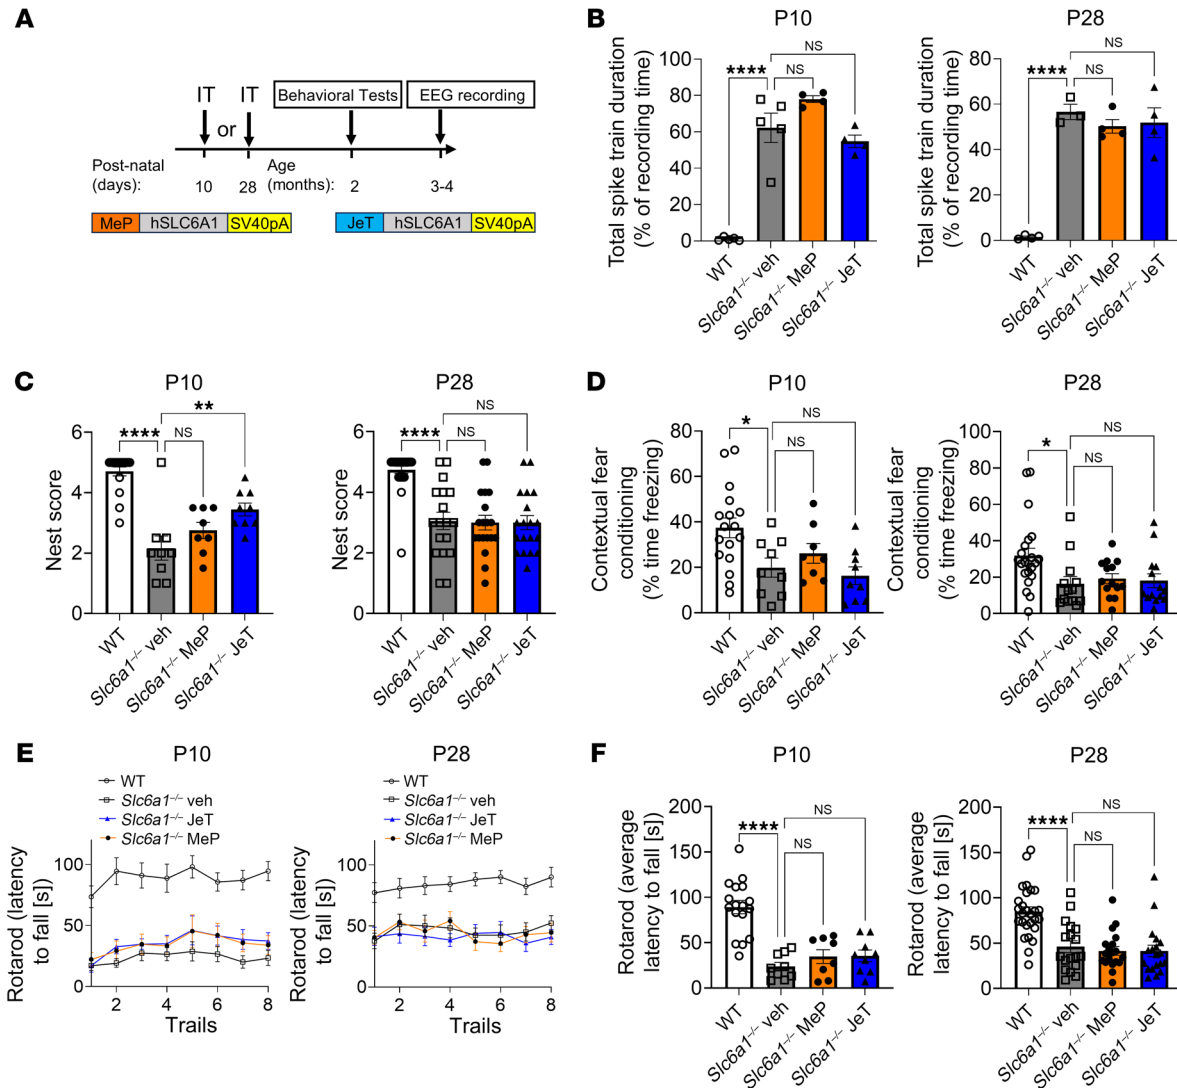 A
IT
IT
or
Behavioral Tests
EEG recording
Post-natal
(days):
10
28
Age
(months):
2
3-4
MeP
hSLC6A1
SV40pA
JeT
hSLC6A1
SV40pA
B
P10
Total spike train duration
(% of recording time)
100
80
60
40
20
0
****
NS
NS
WT
Slc6a1–/– veh
Slc6a1–/– MeP
Slc6a1–/– JeT
P28
Total spike train duration
(% of recording time)
80
60
40
20
0
****
NS
NS
WT
Slc6a1–/– veh
Slc6a1–/– MeP
Slc6a1–/– JeT
C
P10
Nest score
6
4
2
0
****
NS
**
WT
Slc6a1–/– veh
Slc6a1–/– MeP
Slc6a1–/– JeT
P28
Nest score
6
4
2
0
****
NS
NS
WT
Slc6a1–/– veh
Slc6a1–/– MeP
Slc6a1–/– JeT
D
P10
Contextual fear
conditioning
(% time freezing)
80
60
40
20
0
*
NS
NS
WT
Slc6a1–/– veh
Slc6a1–/– MeP
Slc6a1–/– JeT
P28
Contextual fear
conditioning
(% time freezing)
100
80
60
40
20
0
*
NS
NS
WT
Slc6a1–/– veh
Slc6a1–/– MeP
Slc6a1–/– JeT
E
P10
WT
Slc6a1–/– veh
Slc6a1–/– JeT
Slc6a1–/– MeP
Rotarod (latency
to fall [s])
100
50
0
2
4
6
8
Trails
P28
WT
Slc6a1–/– veh
Slc6a1–/– JeT
Slc6a1–/– MeP
Rotarod (latency
to fall [s])
100
50
0
2
4
6
8
Trails
F
P10
Rotarod (average
latency to fall [s])
200
150
100
50
0
****
NS
NS
WT
Slc6a1–/– veh
Slc6a1–/– MeP
Slc6a1–/– JeT
P28
Rotarod (average
latency to fall [s])
200
150
100
50
0
****
NS
NS
WT
Slc6a1–/– veh
Slc6a1–/– MeP
Slc6a1–/– JeT